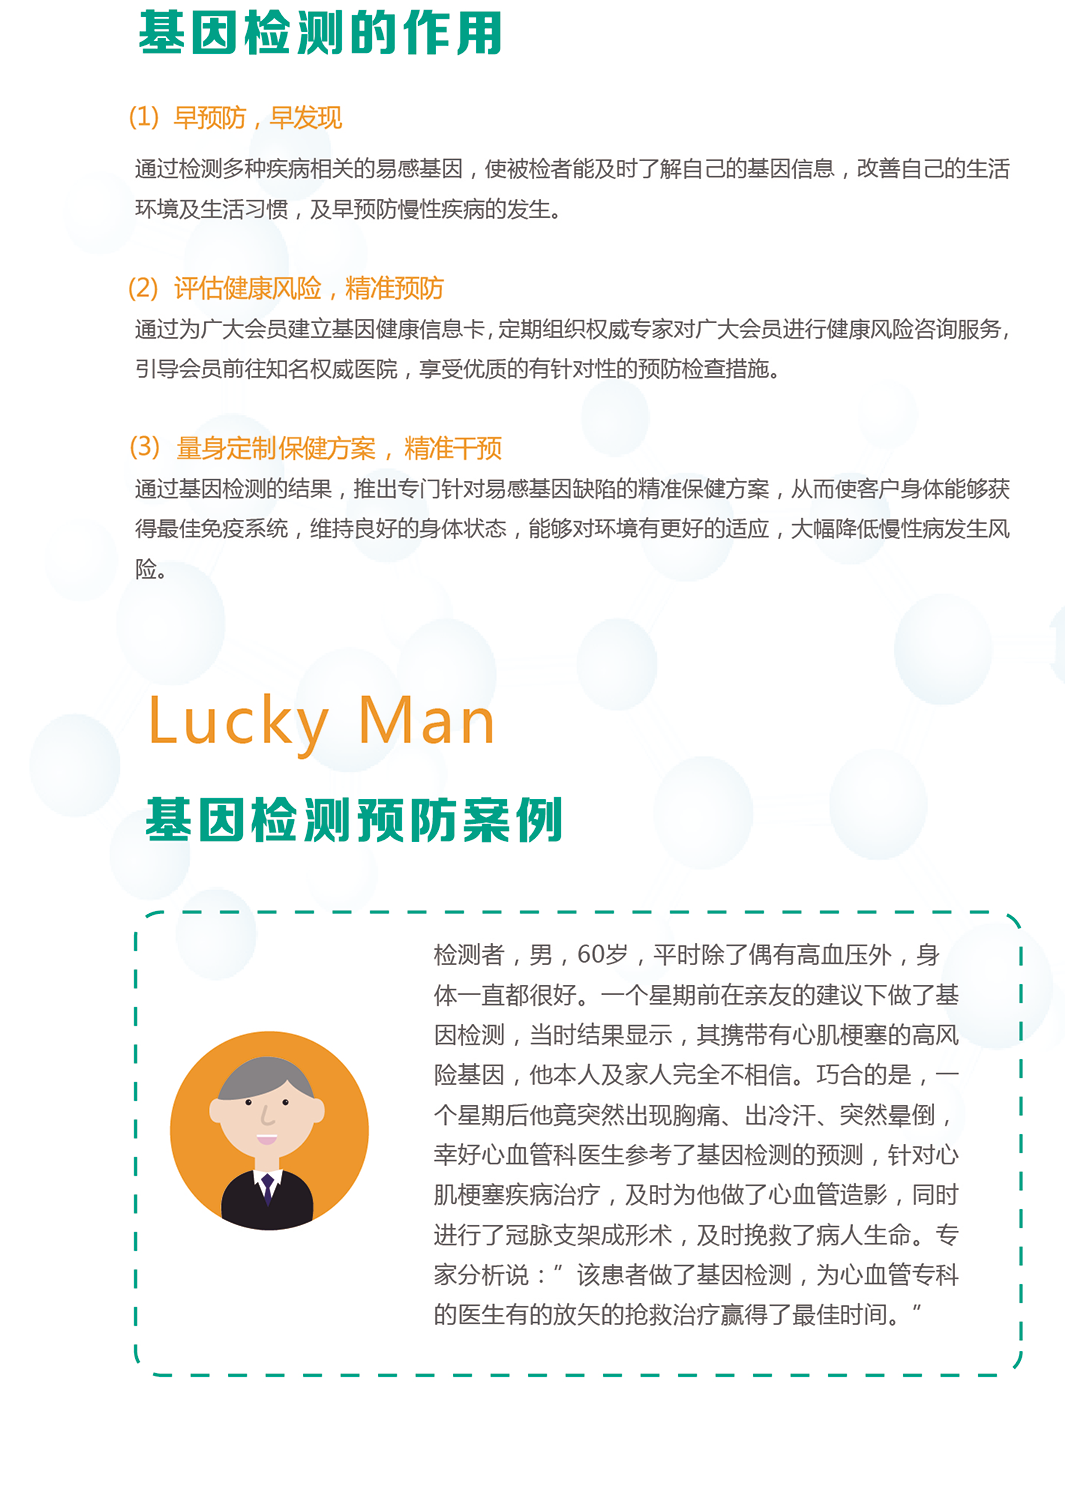 基因检测的作用
(1) 早预防，早发现
通过检测多种疾病相关的易感基因，使被检者能及时了解自己的基因信息，改善自己的生活
环境及生活习惯，及早预防慢性疾病的发生。
(2) 评估健康风险，精准预防
通过为广大会员建立基因健康信息卡，定期组织权威专家对广大会员进行健康风险咨询服务，
引导会员前往知名权威医院，享受优质的有针对性的预防检查措施。
(3) 量身定制保健方案，精准干预
通过基因检测的结果，推出专门针对易感基因缺陷的精准保健方案，从而使客户身体能够获
得最佳免疫系统，维持良好的身体状态，能够对环境有更好的适应，大幅降低慢性病发生风
险。
Lucky Man
基因检测预防案例
检测者，男，60岁，平时除了偶有高血压外，身
体一直都很好。一个星期前在亲友的建议下做了基
因检测，当时结果显示，其携带有心肌梗塞的高风
险基因，他本人及家人完全不相信。巧合的是，一
个星期后他竟突然出现胸痛、出冷汗、突然晕倒，
幸好心血管科医生参考了基因检测的预测，针对心
肌梗塞疾病治疗，及时为他做了心血管造影，同时
进行了冠脉支架成形术，及时挽救了病人生命。专
家分析说：”该患者做了基因检测，为心血管专科
的医生有的放矢的抢救治疗赢得了最佳时间。”